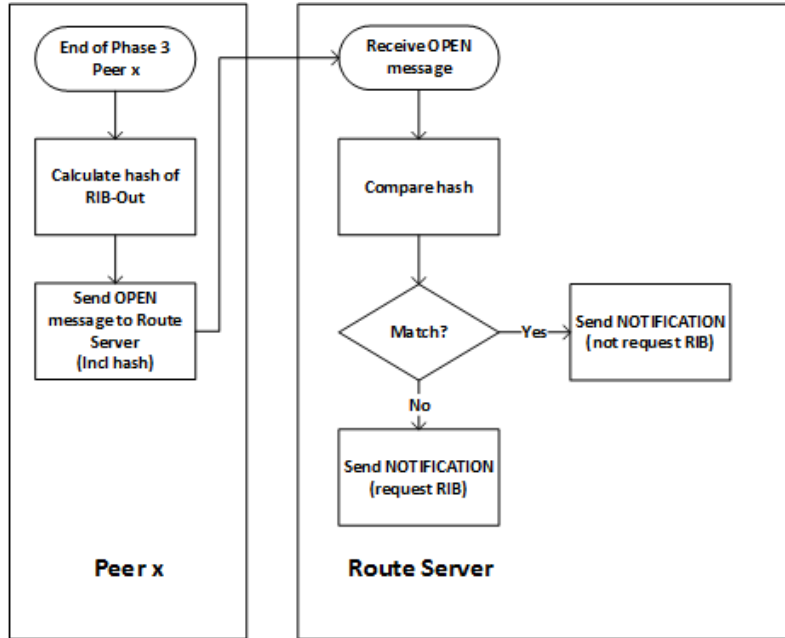 End of Phase 3
Peer x
Calculate hash of
RIB-Out
Send OPEN
message to Route
Server
(Incl hash)
Peer x
Receive OPEN
message
Compare hash
Match?
Yes
Send NOTIFICATION
(not request RIB)
No
Send NOTIFICATION
(request RIB)
Route Server